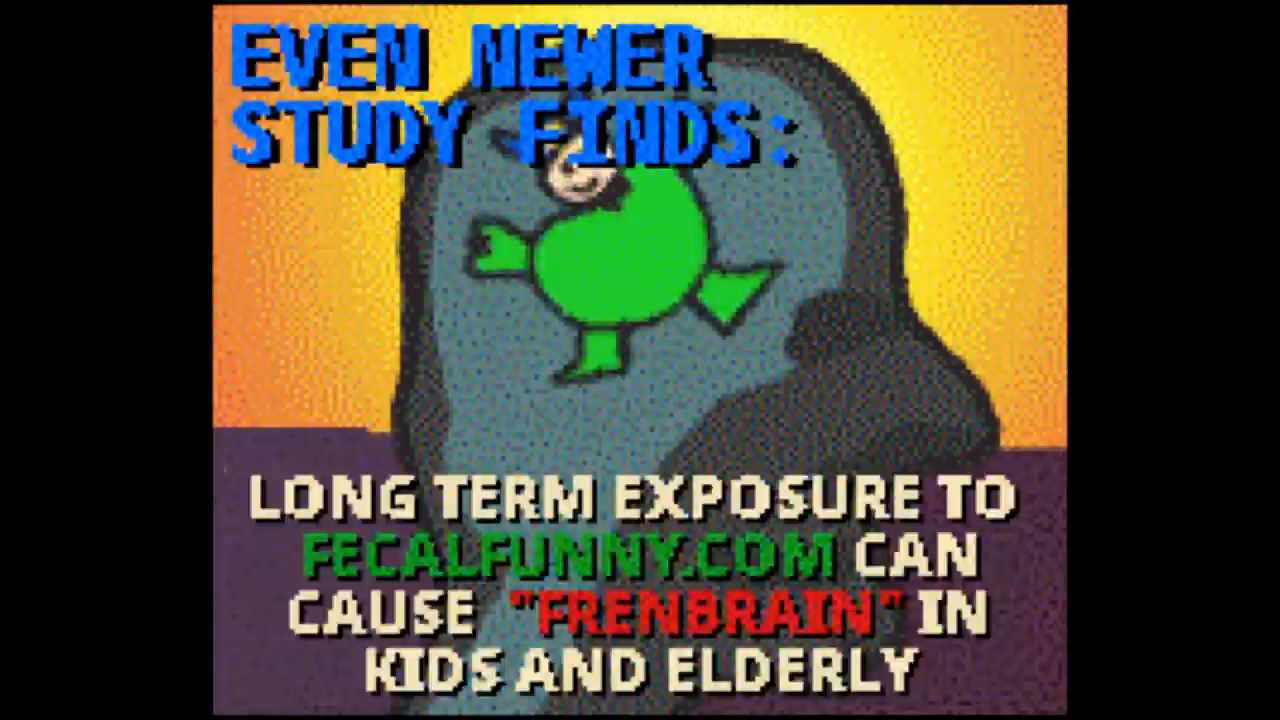 EVEN NEWER
STUDY FINDS:
LONG TERM EXPOSURE TO
FECALFUNNY.COM CAN
CAUSE "FRENBRAIN" IN
KIDS AND ELDERLY